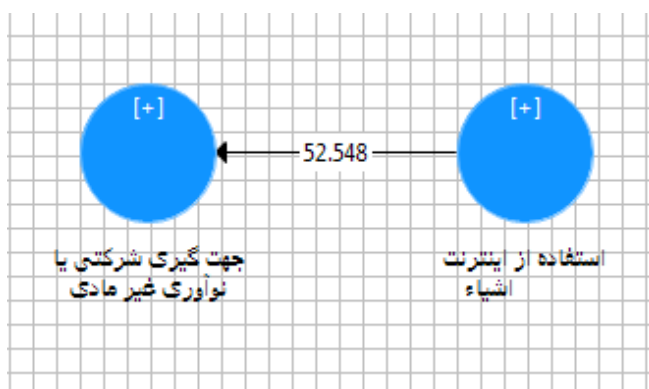 [+]
[+]
52.548
استفاده از اینترنت
اشیاء
جهت گیری شرکتی یا
نوآوری غیر مادی